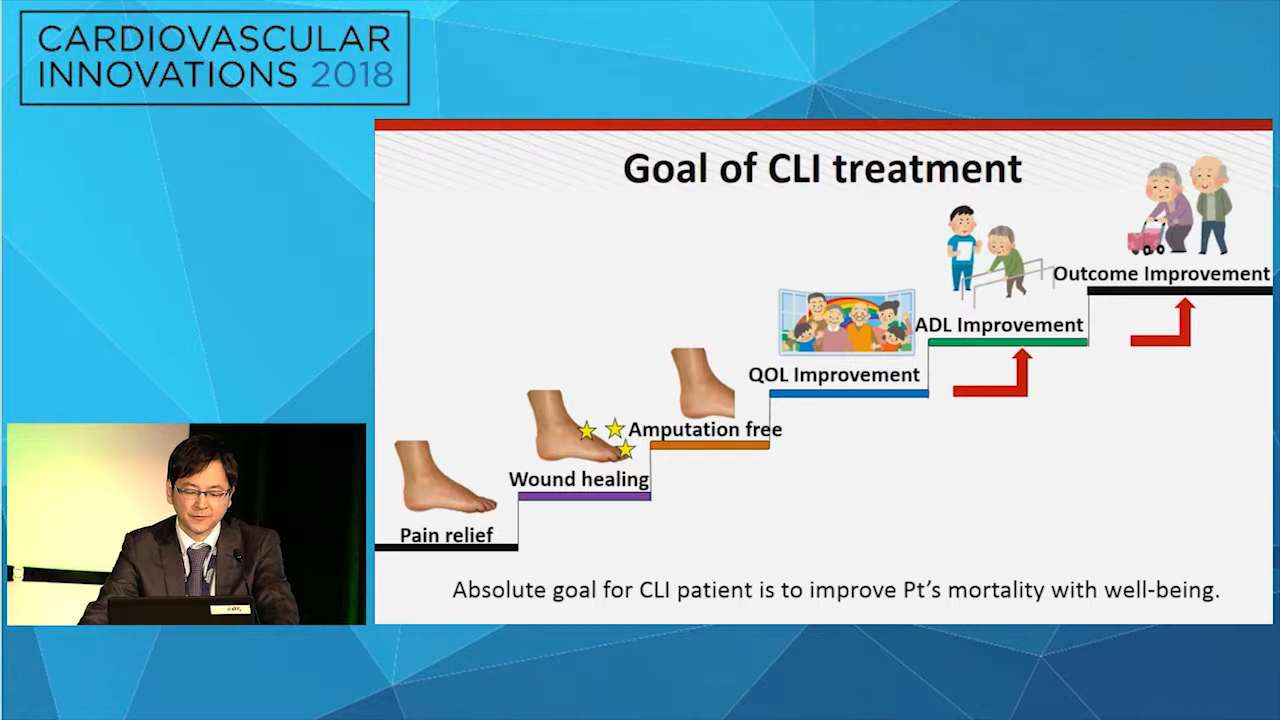 CARDIOVASCULAR
INNOVATIONS 2018
Goal of CLI treatment
Outcome Improvement
ADL Improvement
QOL Improvement
Amputation free
Wound healing
Pain relief
Absolute goal for CLI patient is to improve Pt's mortality with well-being.